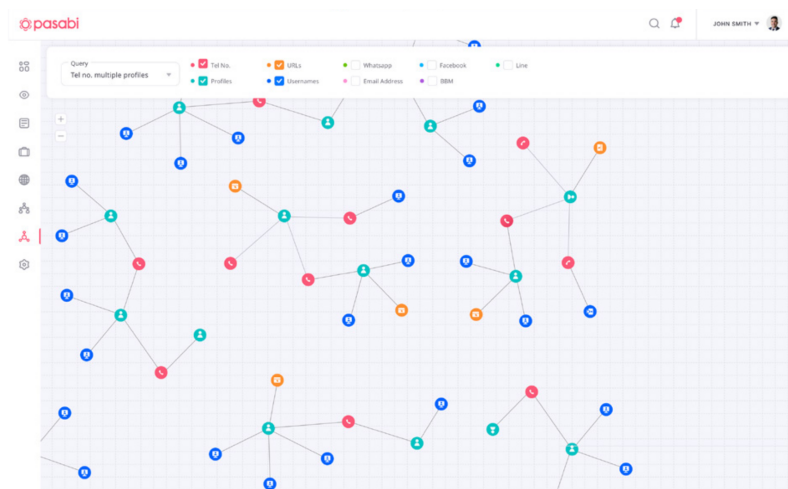 pasabi
JOHN SMITH
Query
Tel no. multiple profiles
Tel No.
URLs
Whatsapp
Facebook
Line
Profiles
Usernames
Email Address
BBM